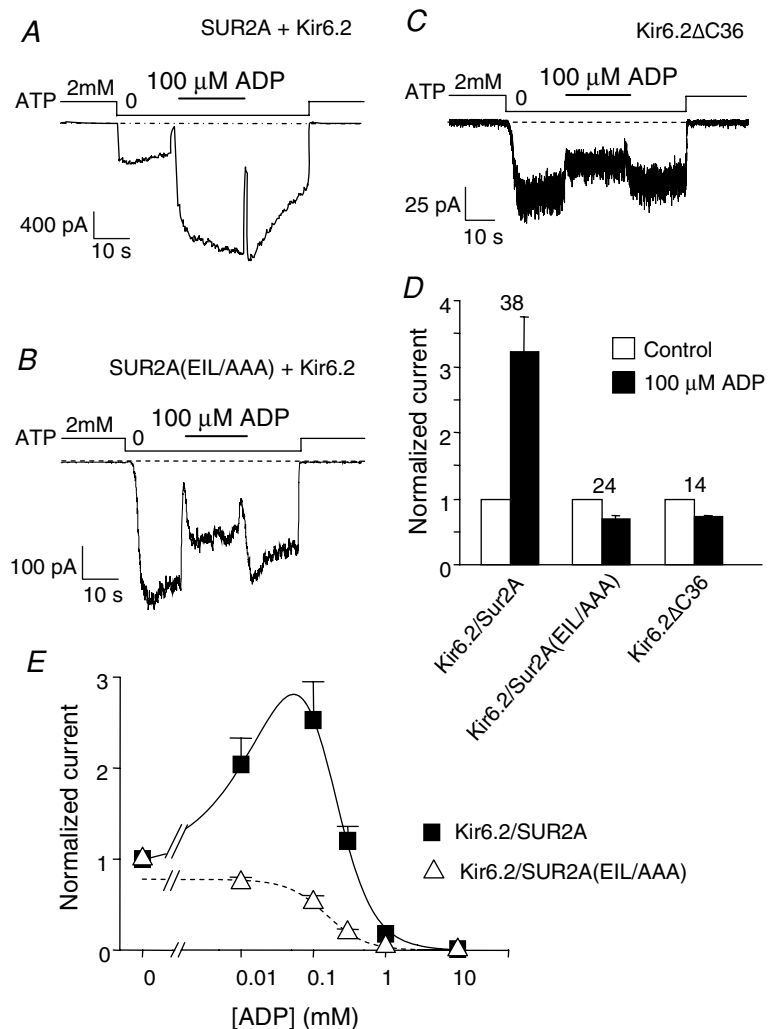 A
SUR2A + Kir6.2
100 μM ADP
ATP 2mM 0
400 pA
10 s
B
SUR2A(EIL/AAA) + Kir6.2
100 μM ADP
ATP 2mM 0
100 pA
10 s
C
Kir6.2ΔC36
100 μM ADP
ATP 2mM 0
25 pA
10 s
D
Normalized current
4
3
2
1
0
38
24
14
Control
100 μM ADP
Kir6.2/Sur2A
Kir6.2/Sur2A(EIL/AAA)
Kir6.2ΔC36
E
Normalized current
3
2
1
0
0 0.01 0.1 1 10
[ADP] (mM)
Kir6.2/SUR2A
Kir6.2/SUR2A(EIL/AAA)